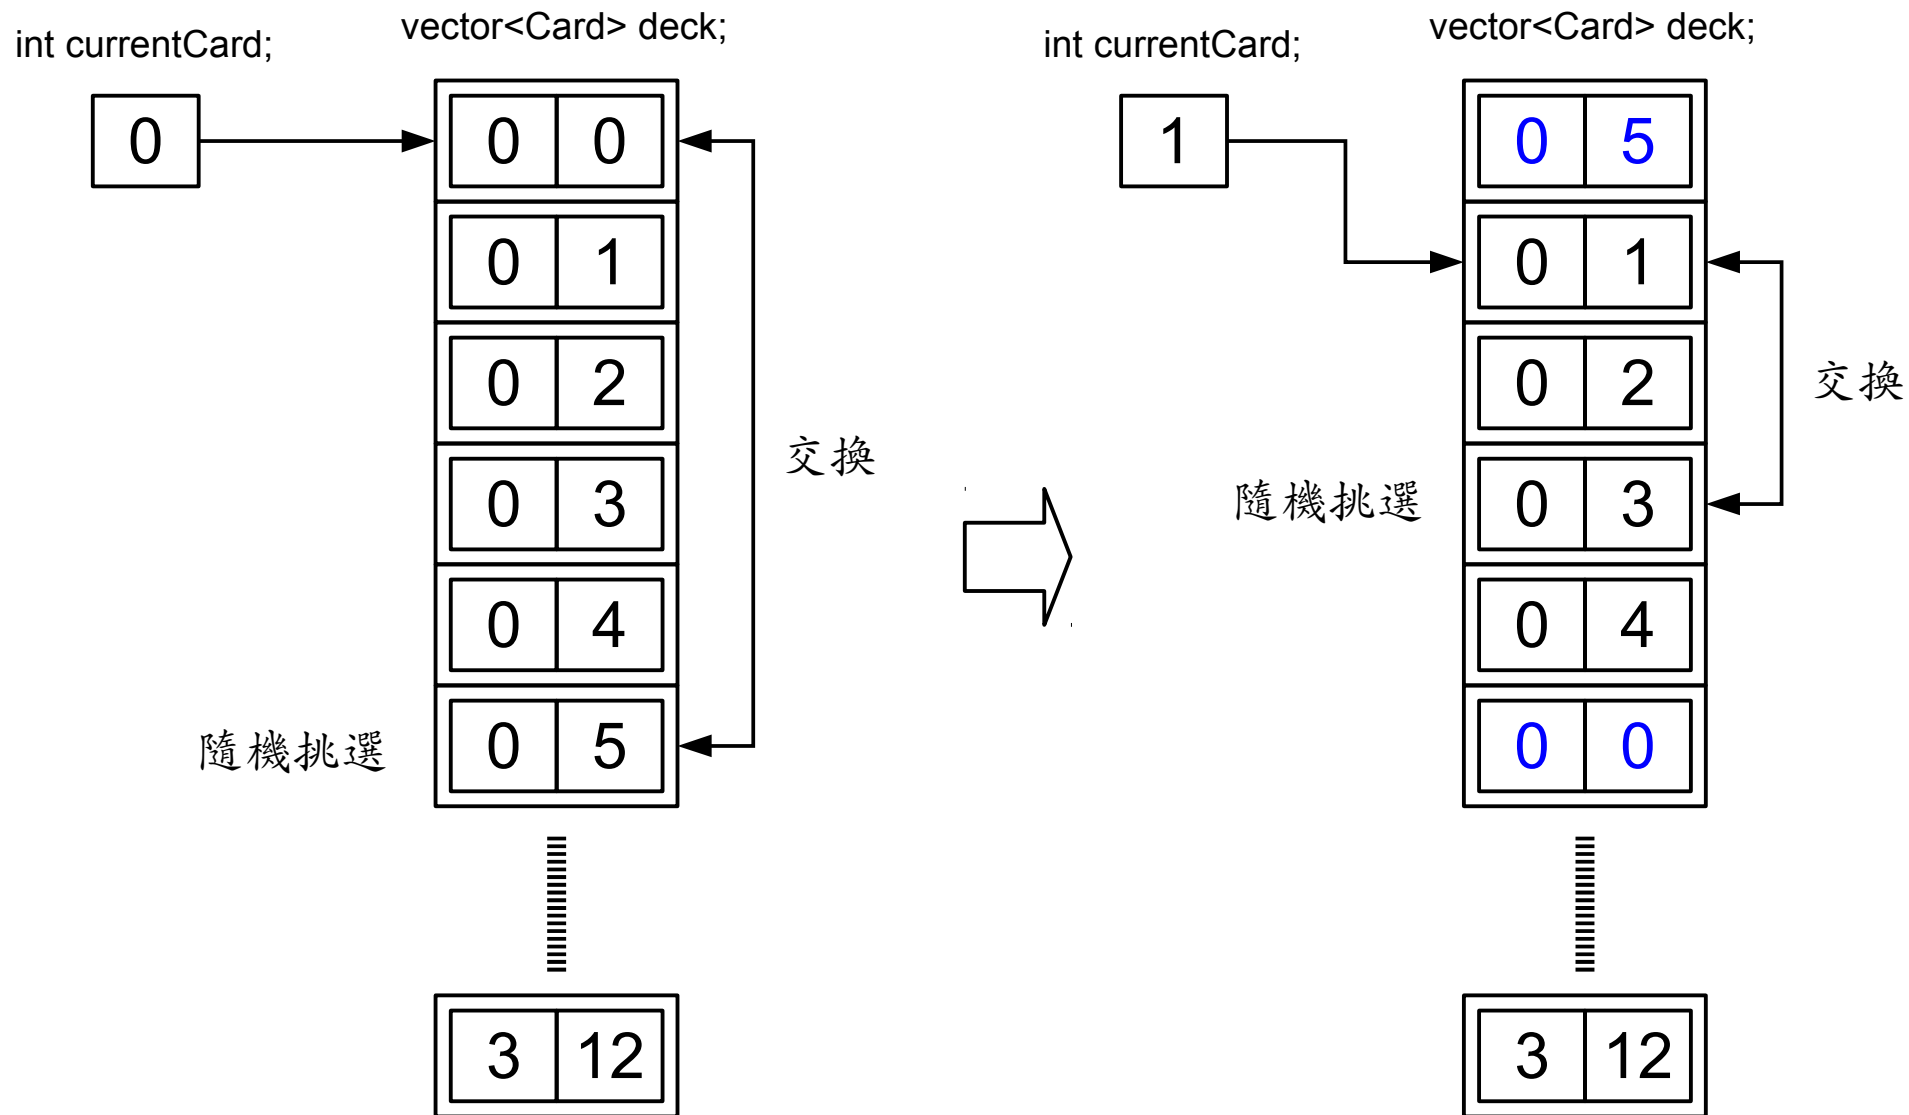 int currentCard;
vector<Card> deck;
0
0 0
0 1
0 2
0 3
0 4
0 5
3 12
交換
隨機挑選
int currentCard;
vector<Card> deck;
1
0 5
0 1
0 2
0 3
0 4
0 0
3 12
交換
隨機挑選